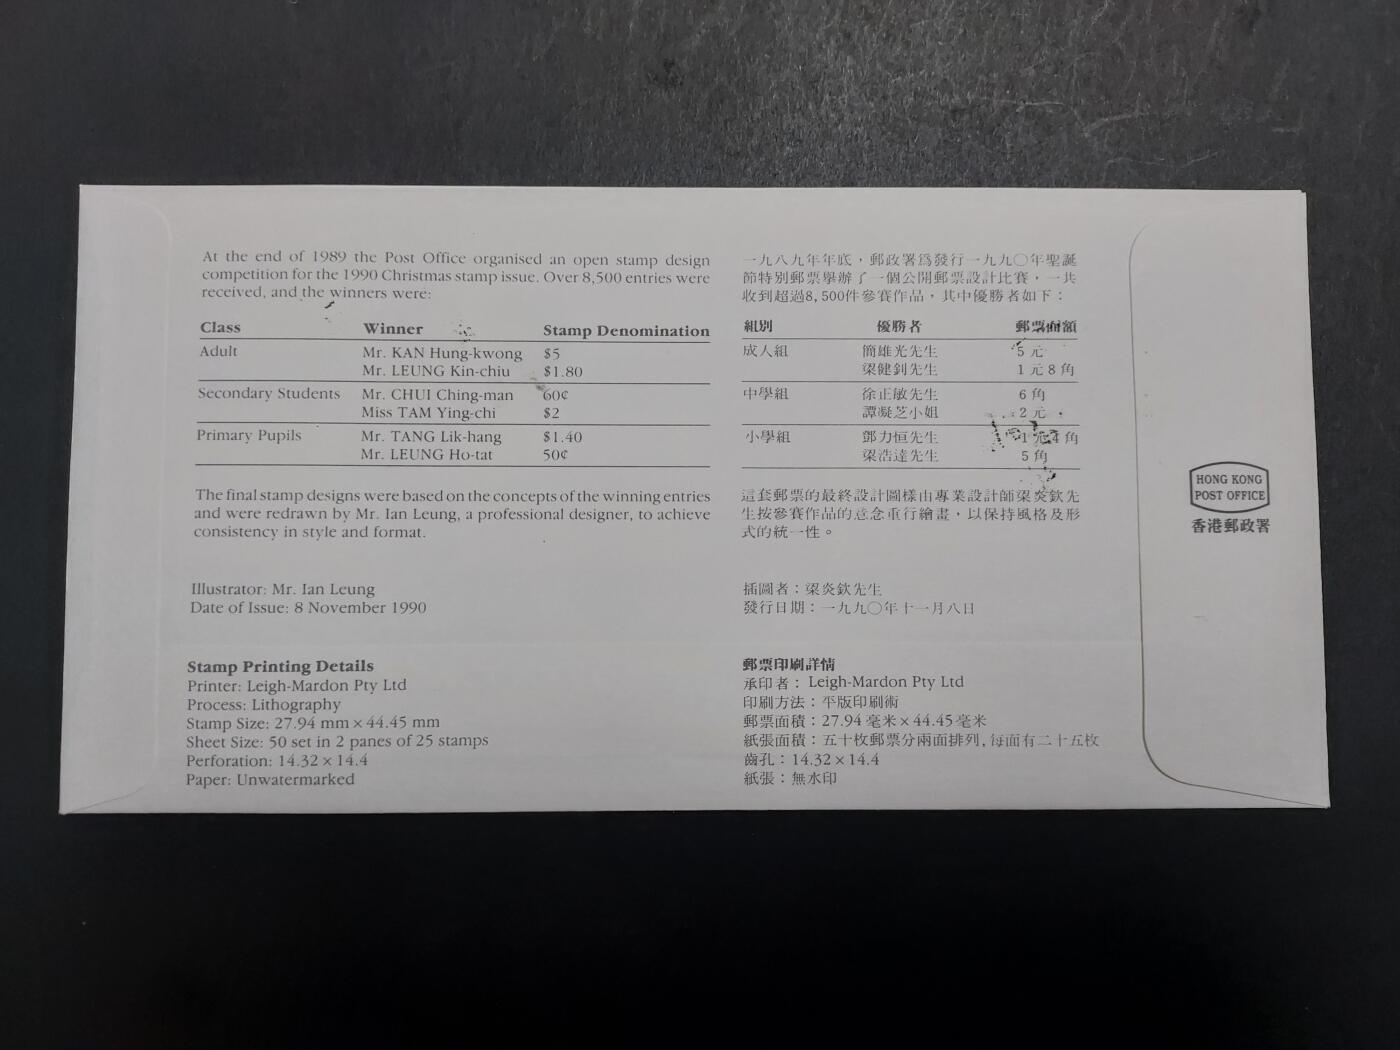 At the end of 1989 the Post Office organised an open stamp design
competition for the 1990 Christmas stamp issue. Over 8,500 entries were
received, and the winners were:
Class Winner Stamp Denomination
Adult Mr. KAN Hung-kwong $5
Mr. LEUNG Kin-chiu $1.80
Secondary Students Mr. CHUI Ching-man 60¢
Miss TAM Ying-chi $2
Primary Pupils Mr. TANG Lik-hang $1.40
Mr. LEUNG Ho-tat 50¢
The final stamp designs were based on the concepts of the winning entries
and were redrawn by Mr. Ian Leung, a professional designer, to achieve
consistency in style and format.
Illustrator: Mr. Ian Leung
Date of Issue: 8 November 1990
Stamp Printing Details
Printer: Leigh-Mardon Pty Ltd
Process: Lithography
Stamp Size: 27.94 mm × 44.45 mm
Sheet Size: 50 set in 2 panes of 25 stamps
Perforation: 14.32 × 14.4
Paper: Unwatermarked
一九八九年年底，郵政署爲發行一九九〇年聖誕
節特別郵票舉辦了一個公開郵票設計比賽，一共
收到超過8,500件參賽作品，其中優勝者如下：
組別 優勝者 郵票面額
成人組 簡雄光先生 5 元
梁健釗先生 1 元 8 角
中學組 徐正敏先生 6 角
譚凝芝小姐 2 元
小學組 鄧力恒先生 1 元 4 角
梁浩達先生 5 角
這套郵票的最終設計圖樣由專業設計師梁炎欽先
生按參賽作品的意念重行繪畫，以保持風格及形
式的統一性。
插圖者：梁炎欽先生
發行日期：一九九〇年十一月八日
郵票印刷詳情
承印者：Leigh-Mardon Pty Ltd
印刷方法：平版印刷術
郵票面積：27.94 毫米 × 44.45 毫米
紙張面積：五十枚郵票分兩面排列，每面有二十五枚
齒孔：14.32 × 14.4
紙張：無水印
HONG KONG
POST OFFICE
香港郵政署